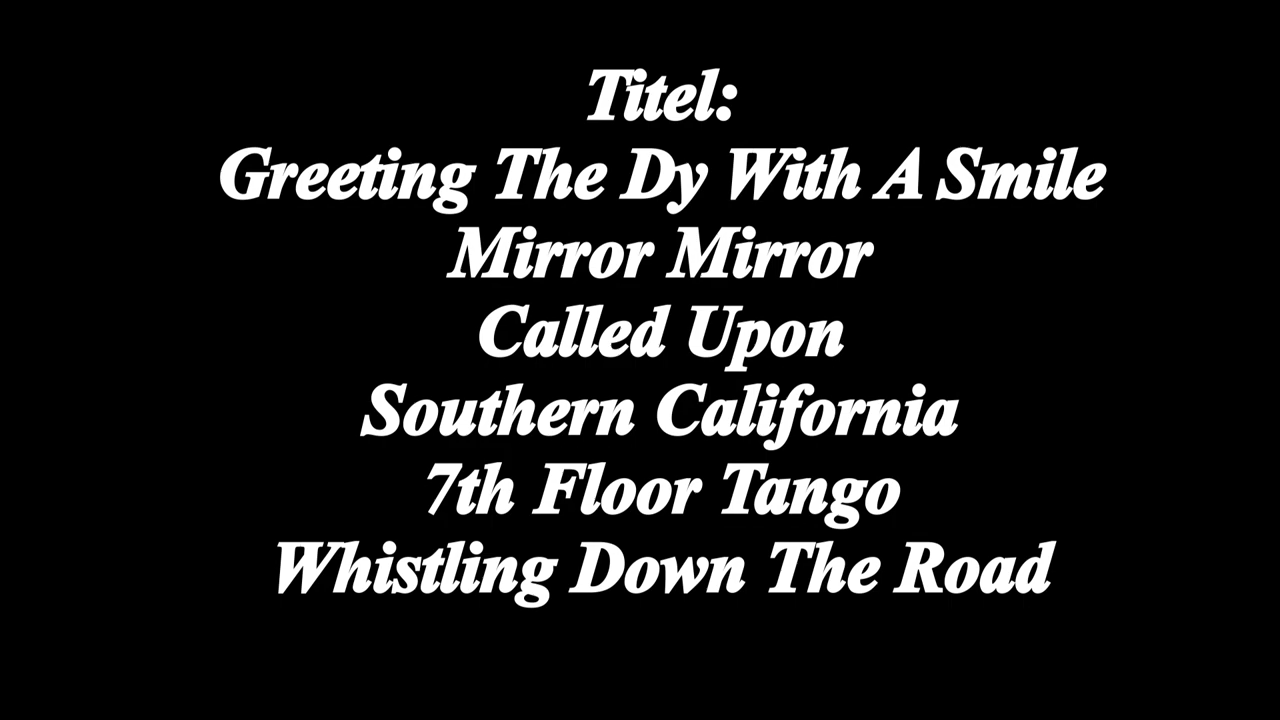 Titel:
Greeting The Dy With A Smile
Mirror Mirror
Called Upon
Southern California
7th Floor Tango
Whistling Down The Road